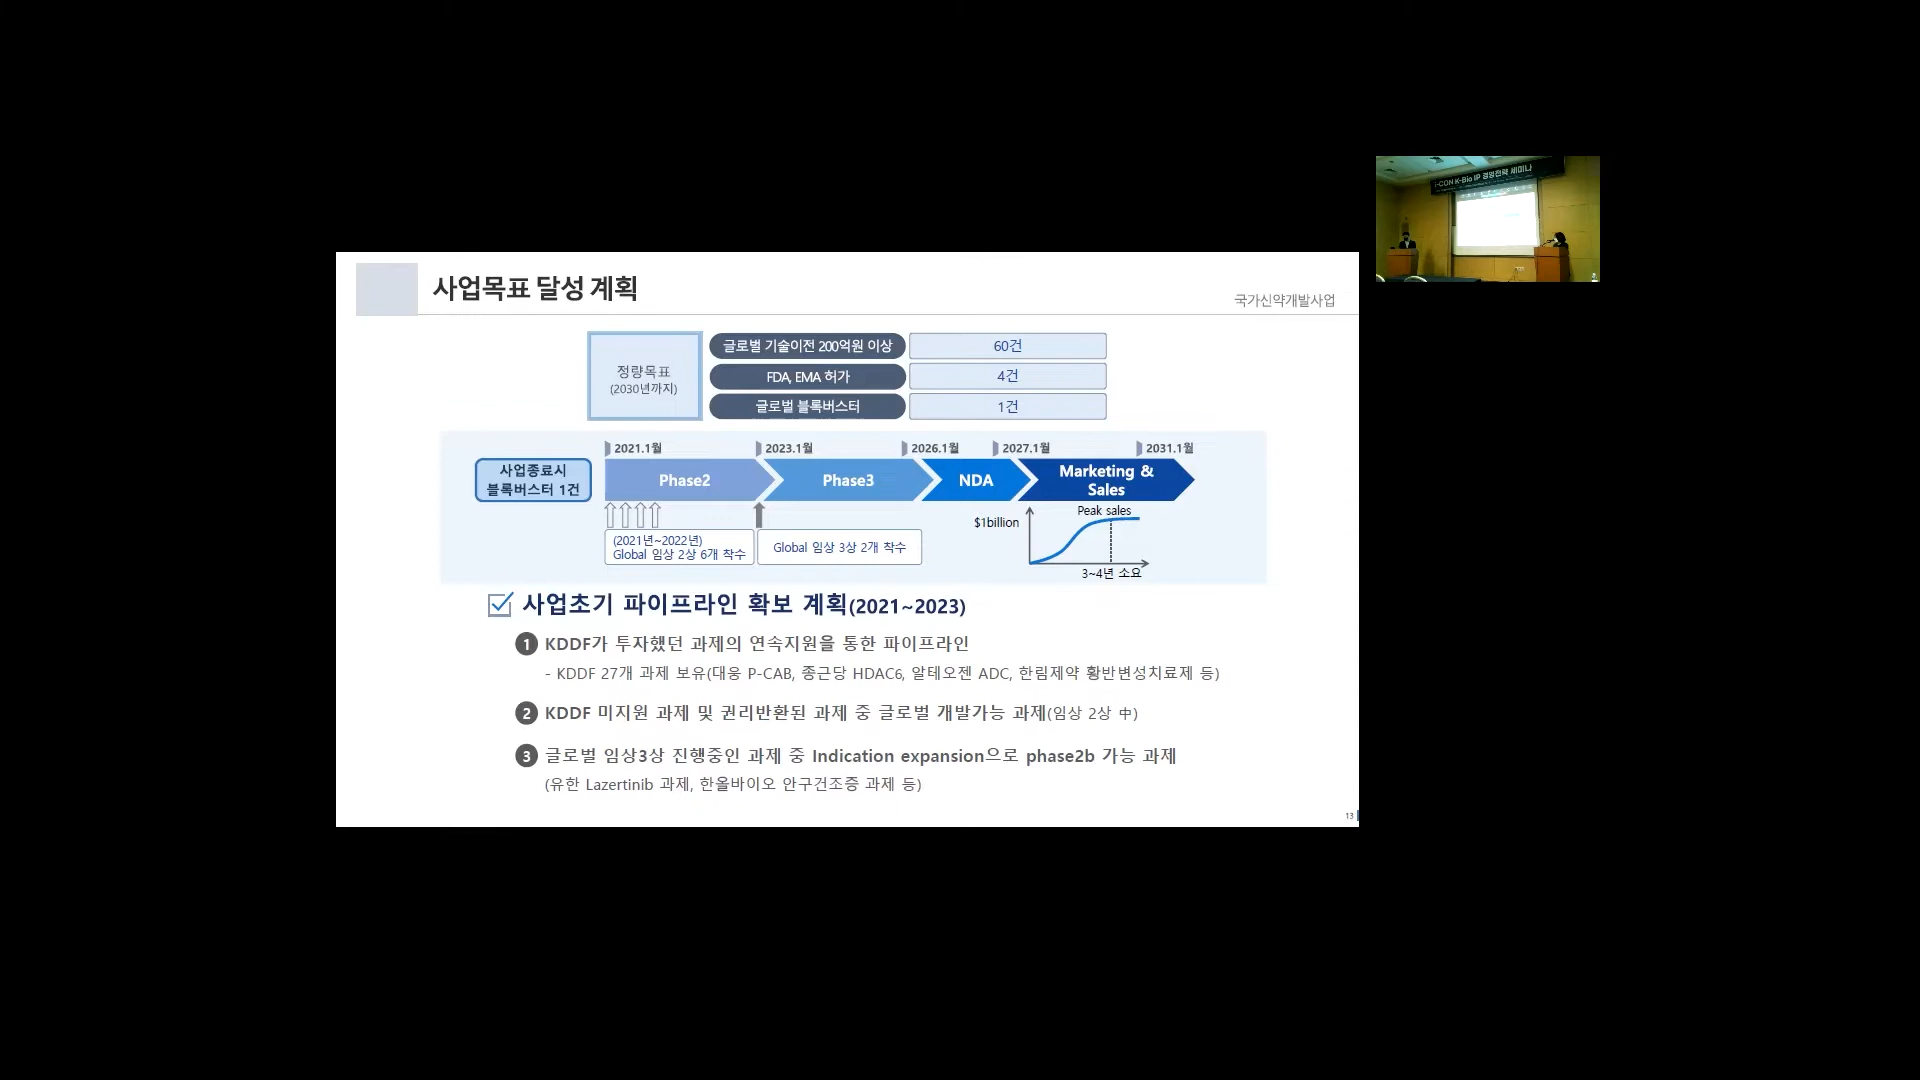 i-CON K-Bio IP 경영전략 세미나
사업목표 달성 계획
국가신약개발사업
정량목표
(2030년까지)
글로벌 기술이전 200억원 이상
60건
FDA, EMA 허가
4건
글로벌 블록버스터
1건
2021.1월
2023.1월
2026.1월
2027.1월
2031.1월
사업종료시
블록버스터 1건
Phase2
Phase3
NDA
Marketing &
Sales
(2021년~2022년)
Global 임상 2상 6개 착수
Global 임상 3상 2개 착수
$1billion
Peak sales
3~4년 소요
사업초기 파이프라인 확보 계획(2021~2023)
1 KDDF가 투자했던 과제의 연속지원을 통한 파이프라인
- KDDF 27개 과제 보유(대웅 P-CAB, 종근당 HDAC6, 알테오젠 ADC, 한림제약 황반변성치료제 등)
2 KDDF 미지원 과제 및 권리반환된 과제 중 글로벌 개발가능 과제(임상 2상 中)
3 글로벌 임상3상 진행중인 과제 중 Indication expansion으로 phase2b 가능 과제
(유한 Lazertinib 과제, 한올바이오 안구건조증 과제 등)
13